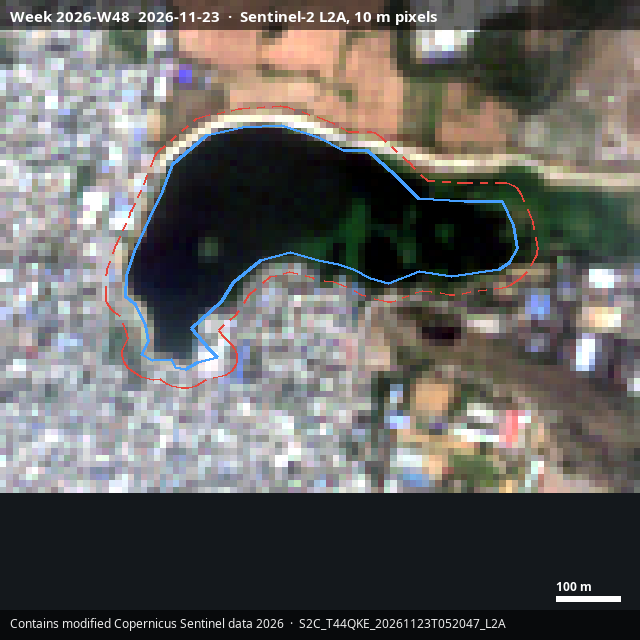 Week 2026-W48 2026-11-23 · Sentinel-2 L2A, 10 m pixels
100 m
Contains modified Copernicus Sentinel data 2026 · S2C_T44QKE_20261123T052047_L2A